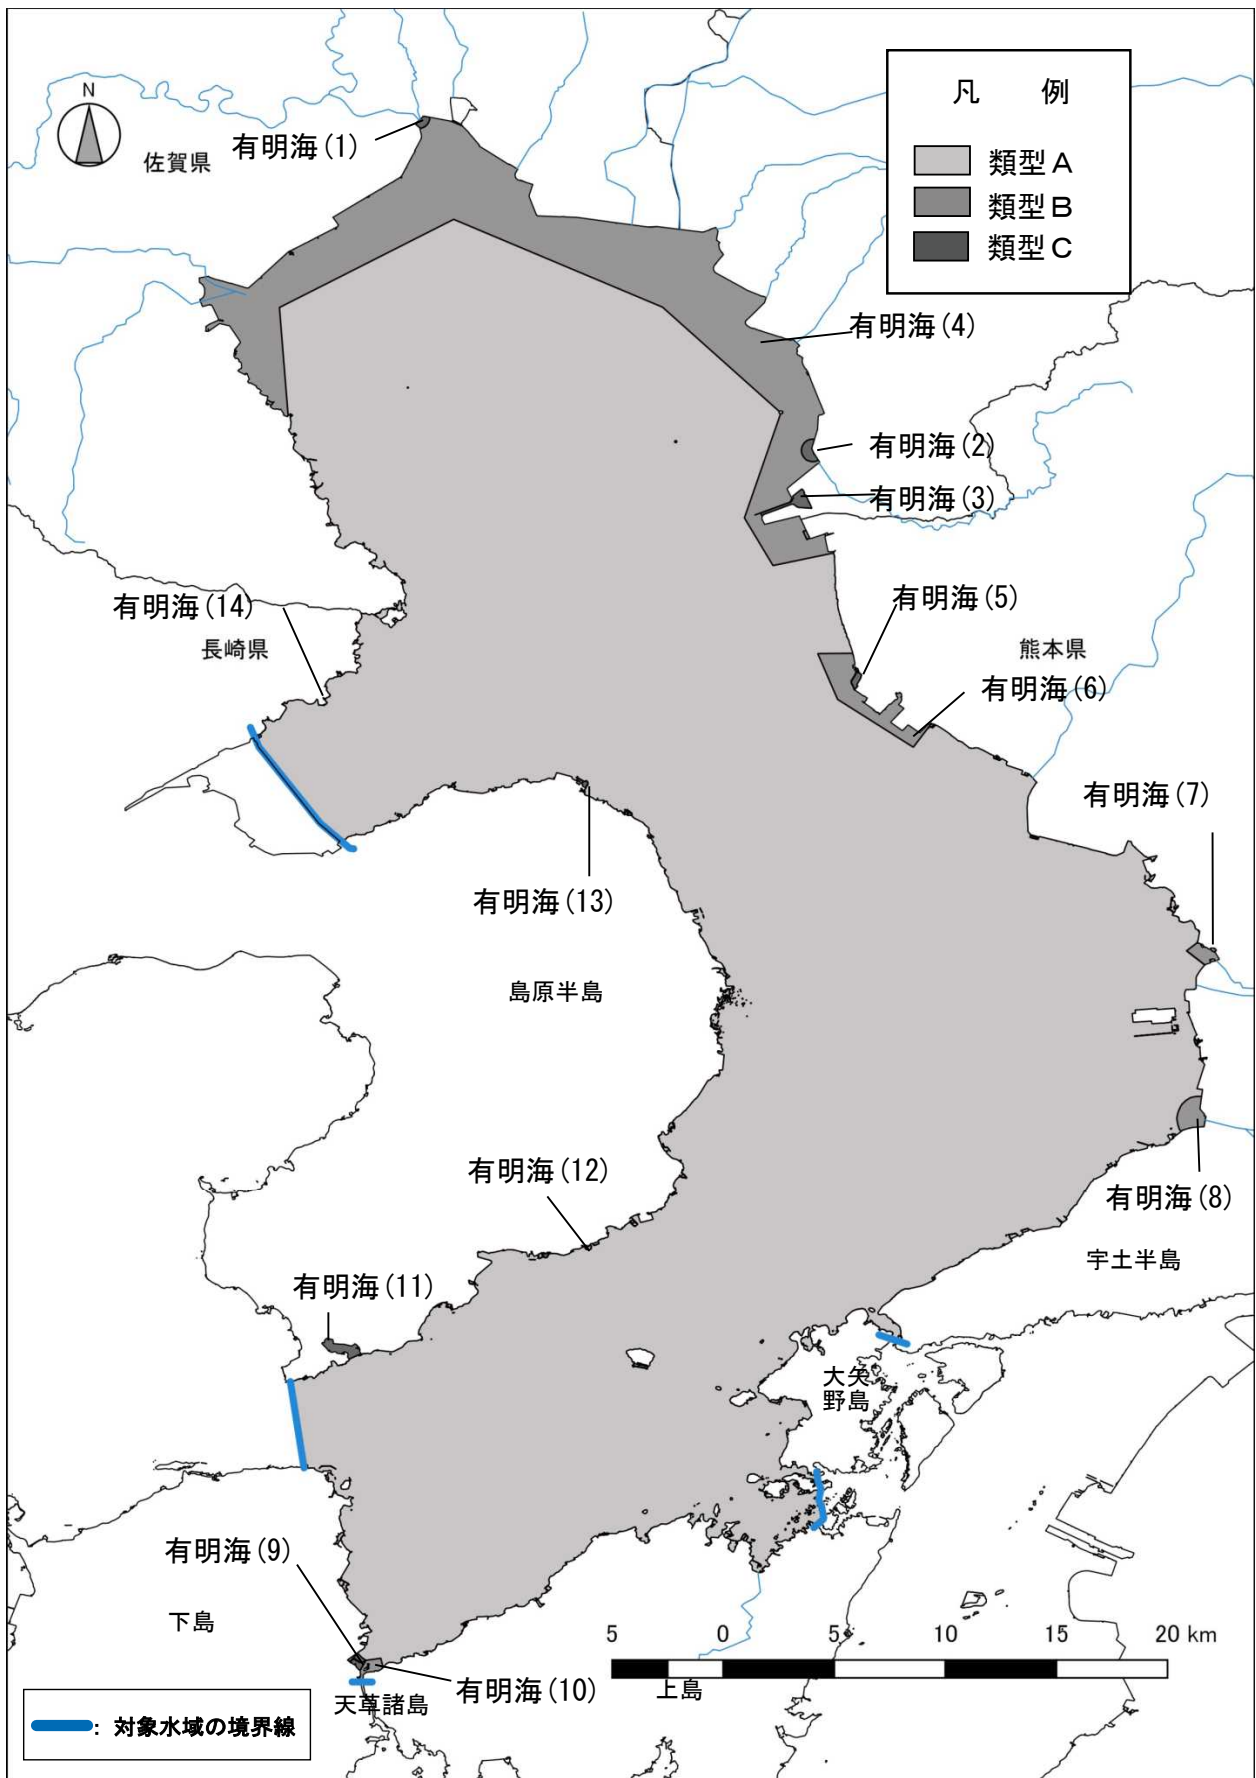 凡　例
N
有明海(1)
佐賀県
類型A
類型B
類型C
有明海(4)
有明海(2)
有明海(3)
有明海(5)
有明海(14)
長崎県
熊本県
有明海(6)
有明海(7)
有明海(13)
島原半島
有明海(12)
有明海(8)
宇土半島
有明海(11)
大矢
野島
有明海(9)
下島
5 0 5 10 15 20 km
有明海(10)
上島
天草諸島
: 対象水域の境界線